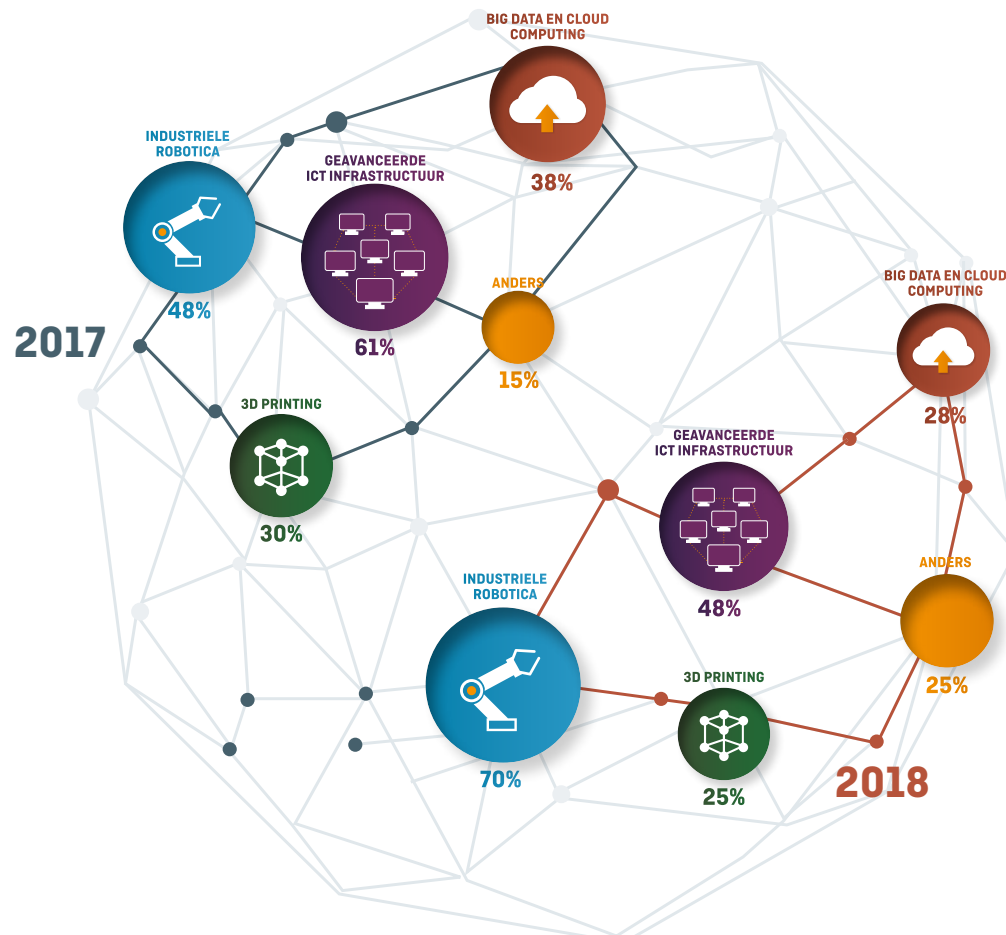 BIG DATA EN CLOUD
COMPUTING
38%
INDUSTRIELE
ROBOTICA
48%
GEAVANCEERDE
ICT INFRASTRUCTUUR
61%
ANDERS
15%
2017
3D PRINTING
30%
BIG DATA EN CLOUD
COMPUTING
28%
GEAVANCEERDE
ICT INFRASTRUCTUUR
48%
ANDERS
25%
INDUSTRIELE
ROBOTICA
70%
3D PRINTING
25%
2018